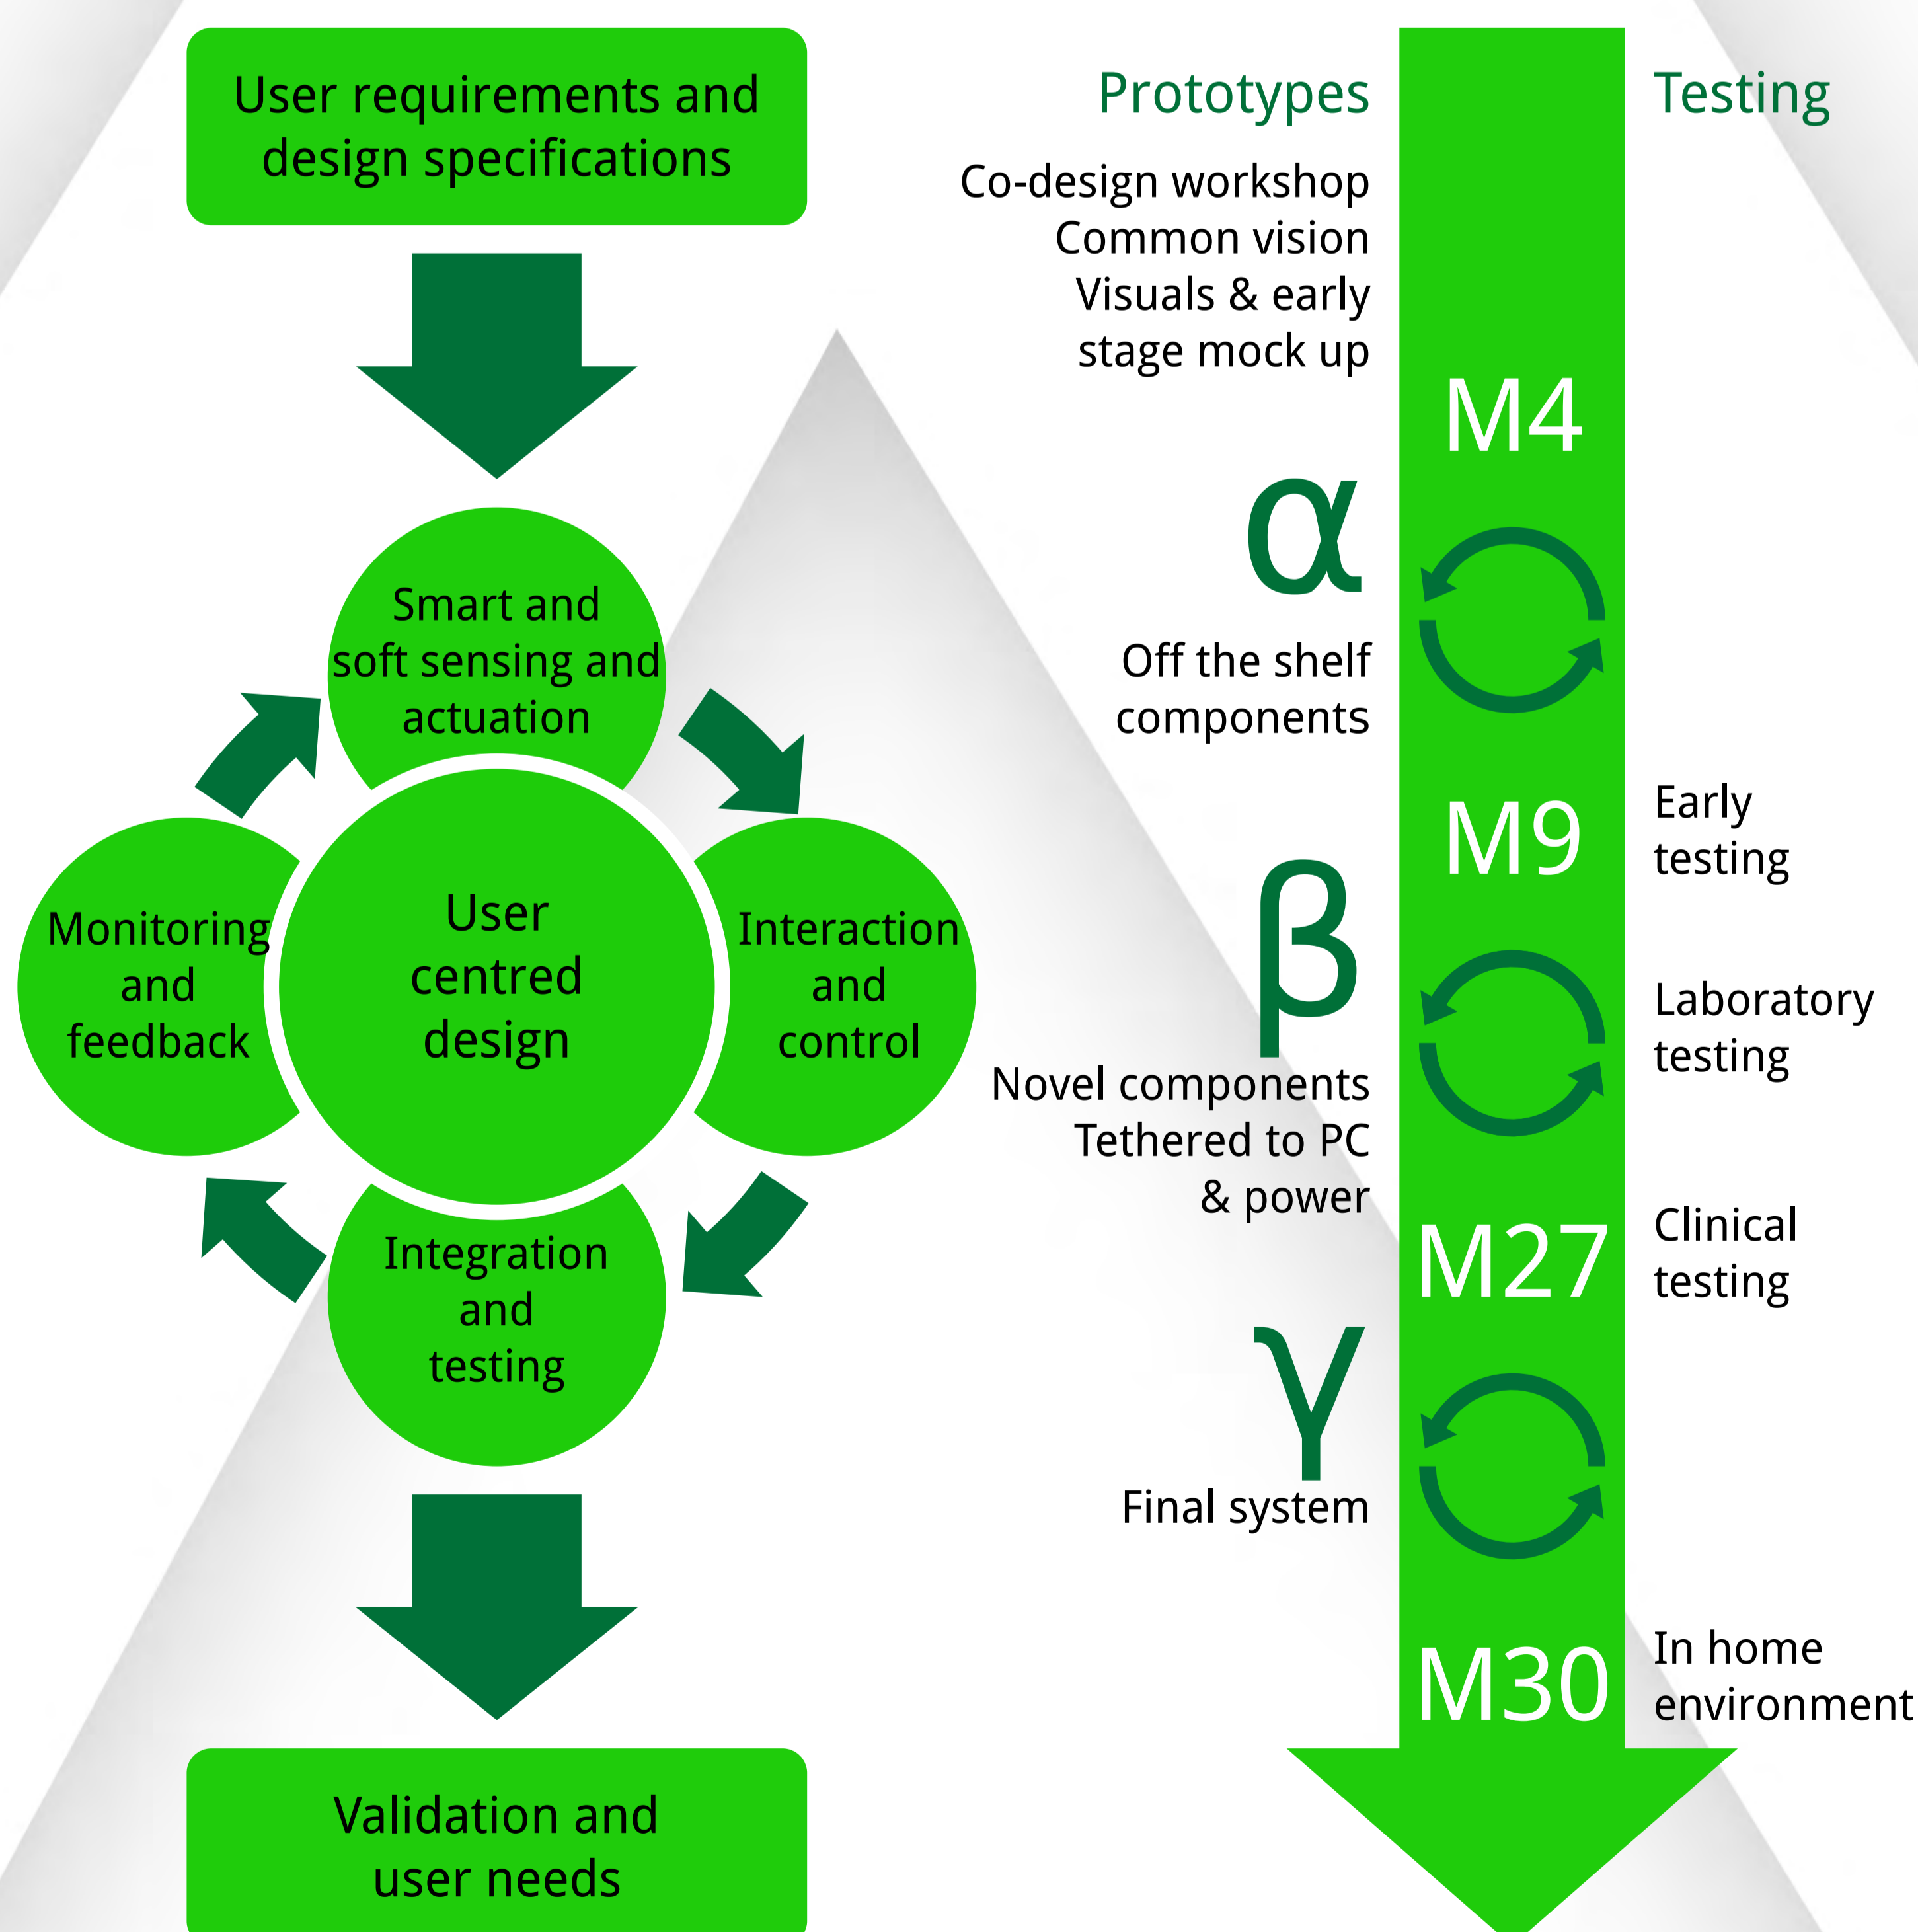 User requirements and
design specifications
Smart and
soft sensing and
actuation
Monitoring
and
feedback
User
centred
design
Interaction
and
control
Integration
and
testing
Validation and
user needs
Prototypes
Co-design workshop
Common vision
Visuals & early
stage mock up
α
Off the shelf
components
β
Novel components
Tethered to PC
& power
γ
Final system
M4
M9
M27
M30
Testing
Early
testing
Laboratory
testing
Clinical
testing
In home
environment